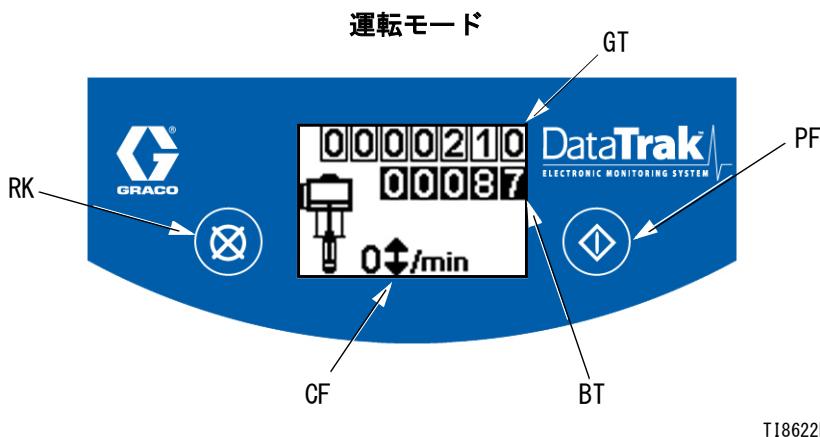 運転モード
GT
0000210
DataTrak™
PF
GRACO®
ELECTRONIC MONITORING SYSTEM
00087
RK
0 /min
CF
BT
TI8622